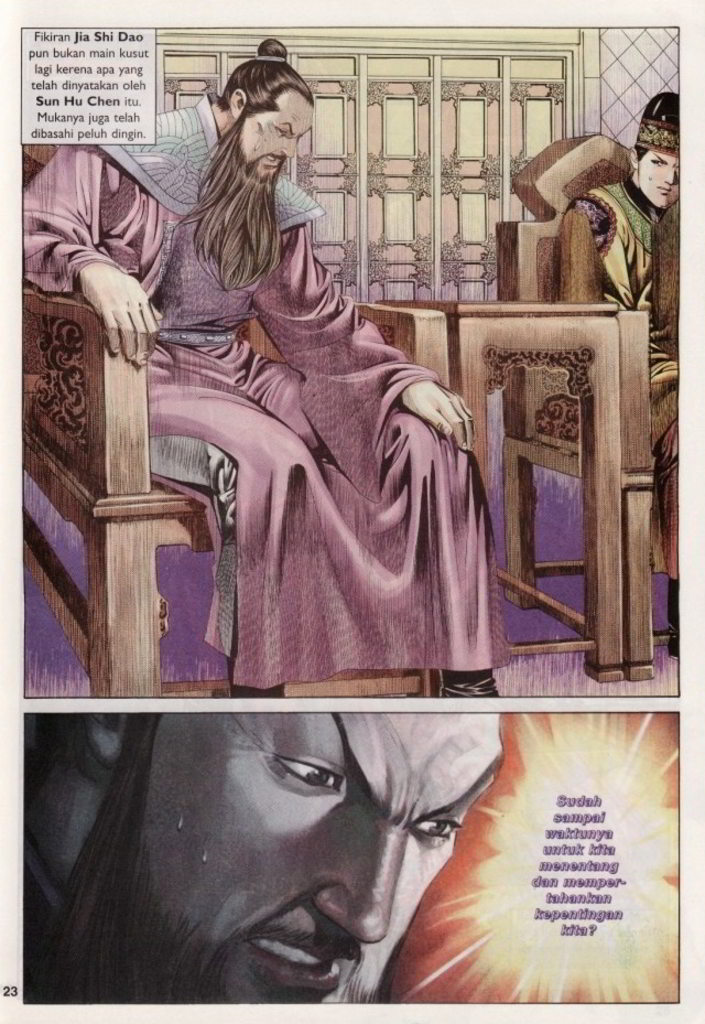 Fikiran Jia Shi Dao
pun bukan main kusut
lagi kerena apa yang
telah dinyatakan oleh
Sun Hu Chen itu.
Mukanya juga telah
dibasahi peluh dingin.
Sudah
sampai
waktunya
untuk kita
menentang
dan memper-
tahankan
kepentingan
kita?
23